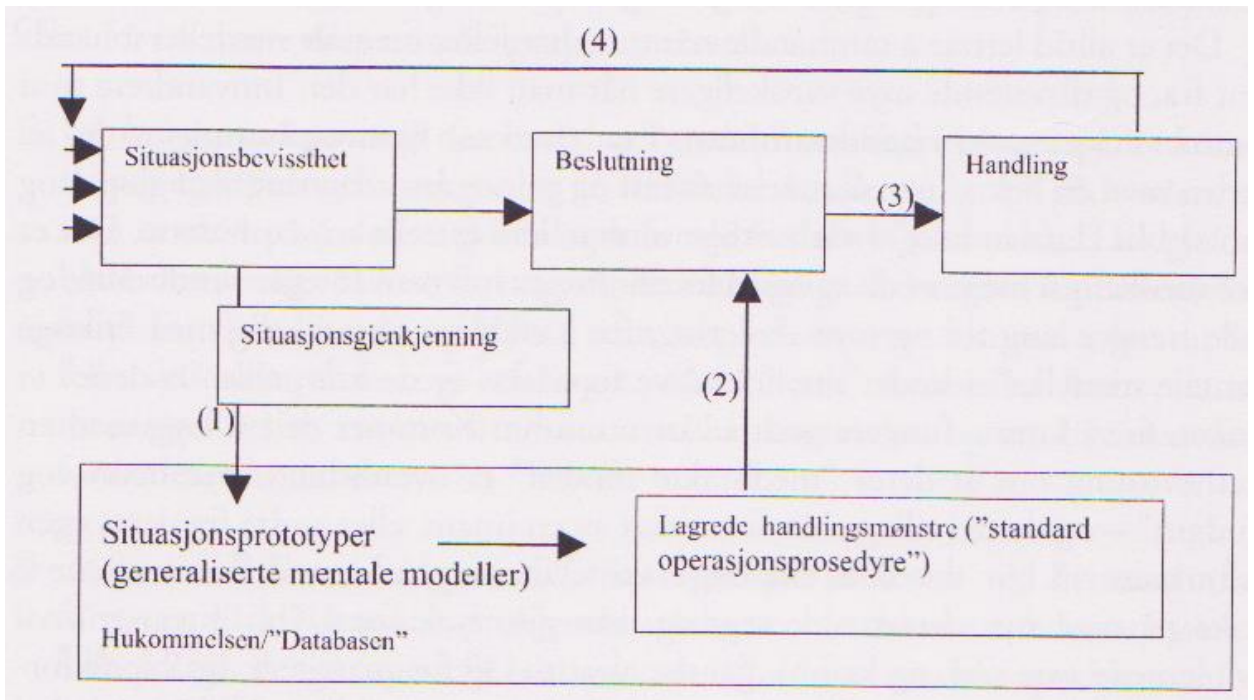 (4)
Situasjonsbevissthet
Beslutning
Handling
(3)
Situasjonsgjenkjenning
(1)
(2)
Situasjonsprototyper
(generaliserte mentale modeller)
Hukommelsen/"Databasen"
Lagrede handlingsmønstre ("standard
operasjonsprosedyre")